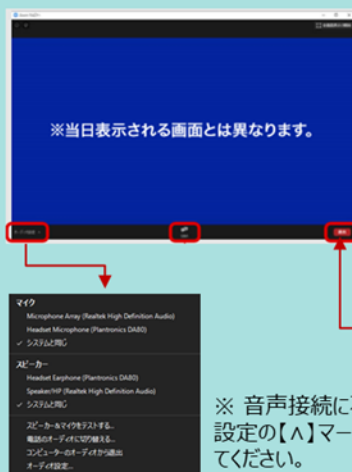 ※当日表示される画面とは異なります。
マイク
Microphone Array (Realtek High Definition Audio)
Headset Microphone (Plantronics DA80)
✓ システムと同じ
スピーカー
Headset Earphone (Plantronics DA80)
Speaker/HP (Realtek High Definition Audio)
✓ システムと同じ
スピーカー&マイクをテストする...
電話のオーディオに切り替える...
コンピューターのオーディオから退出
オーディオ設定...
※ 音声接続に
設定の【∧】マー
てください。